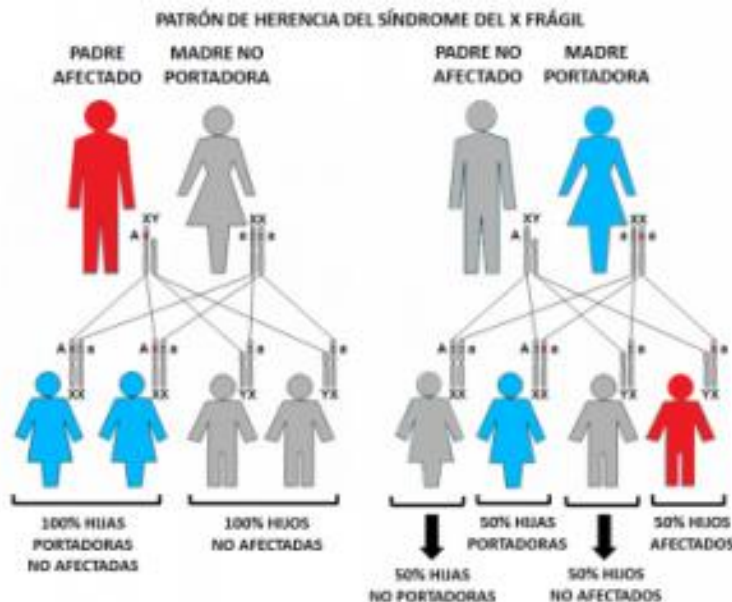 PATRÓN DE HERENCIA DEL SÍNDROME DEL X FRÁGIL
PADRE AFECTADO
MADRE NO PORTADORA
PADRE NO AFECTADO
MADRE PORTADORA
XY
A
XX
a a
XY
A
XX
a a
A a
XX
A a
XX
a
YX
a
YX
A a
XX
A a
XX
a
YX
a
YX
100% HIJAS
PORTADORAS
NO AFECTADAS
100% HIJOS
NO AFECTADAS
50% HIJAS
NO PORTADORAS
50% HIJAS
PORTADORAS
50% HIJOS
NO AFECTADOS
50% HIJOS
AFECTADOS